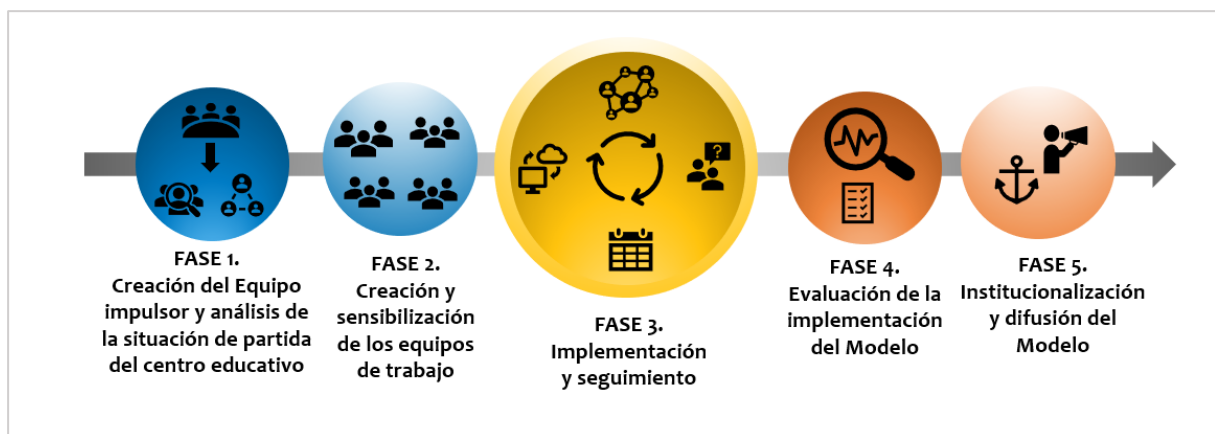 FASE 1.
Creación del Equipo
impulsor y análisis de
la situación de partida
del centro educativo
FASE 2.
Creación y
sensibilización
de los equipos
de trabajo
?
FASE 3.
Implementación
y seguimiento
FASE 4.
Evaluación de la
implementación
del Modelo
FASE 5.
Institucionalización
y difusión del
Modelo